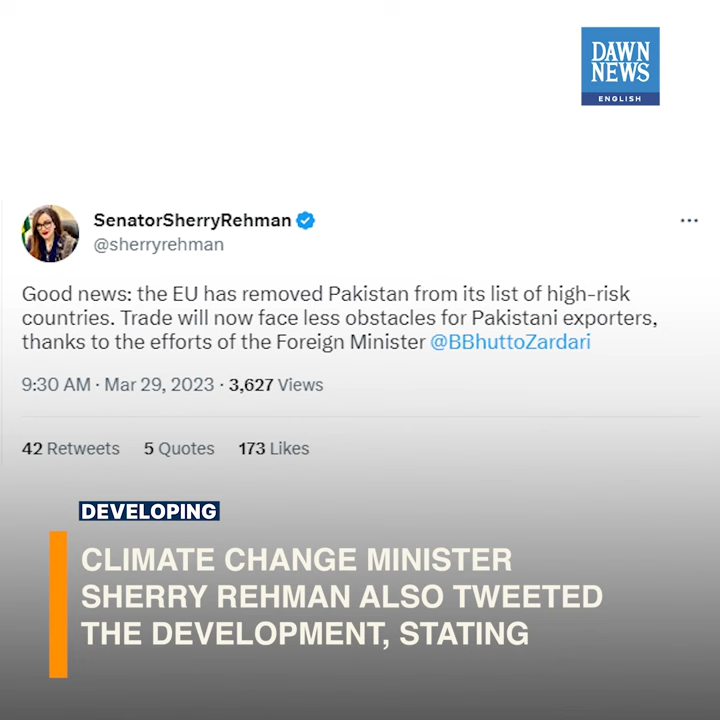 DAWN
NEWS
ENGLISH
SenatorSherryRehman
@sherryrehman
Good news: the EU has removed Pakistan from its list of high-risk
countries. Trade will now face less obstacles for Pakistani exporters,
thanks to the efforts of the Foreign Minister @BBhuttoZardari
9:30 AM · Mar 29, 2023 · 3,627 Views
42 Retweets 5 Quotes 173 Likes
DEVELOPING
CLIMATE CHANGE MINISTER
SHERRY REHMAN ALSO TWEETED
THE DEVELOPMENT, STATING